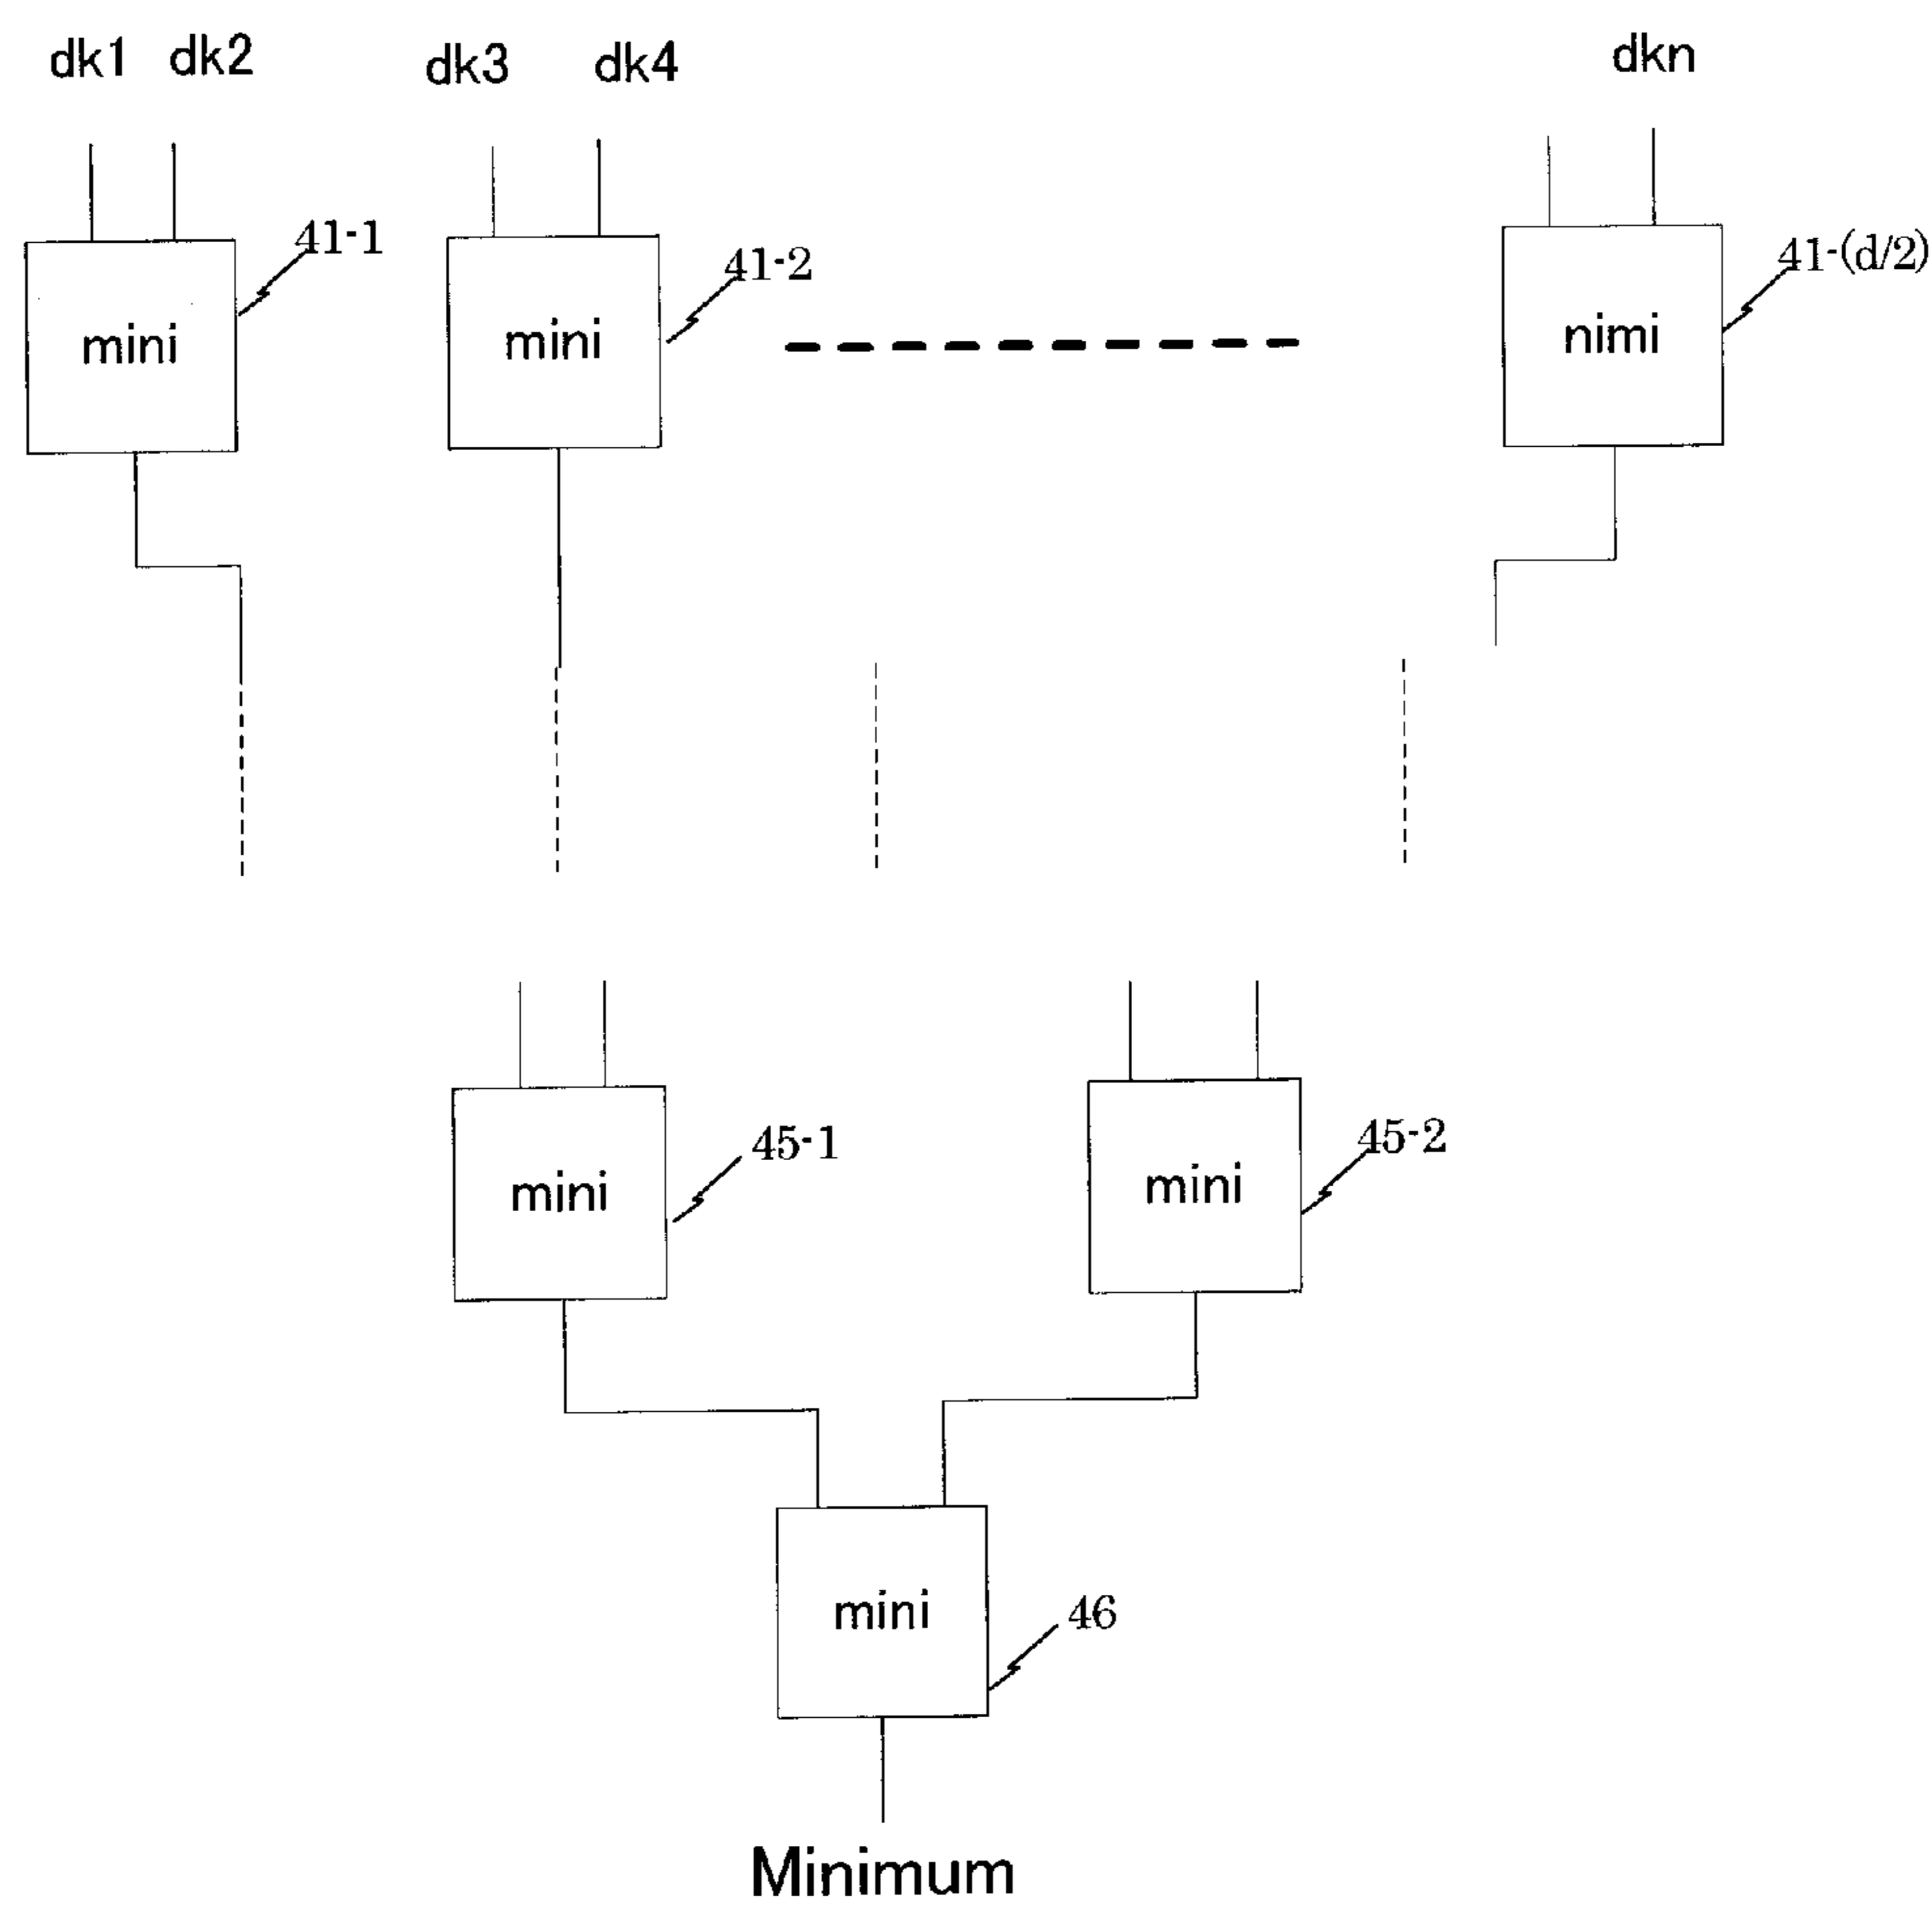 dk1 dk2 dk3 dk4 dkn
41-1 41-2 41-(d/2)
mini mini nimi
45-1 45-2
mini mini
46
mini
Minimum